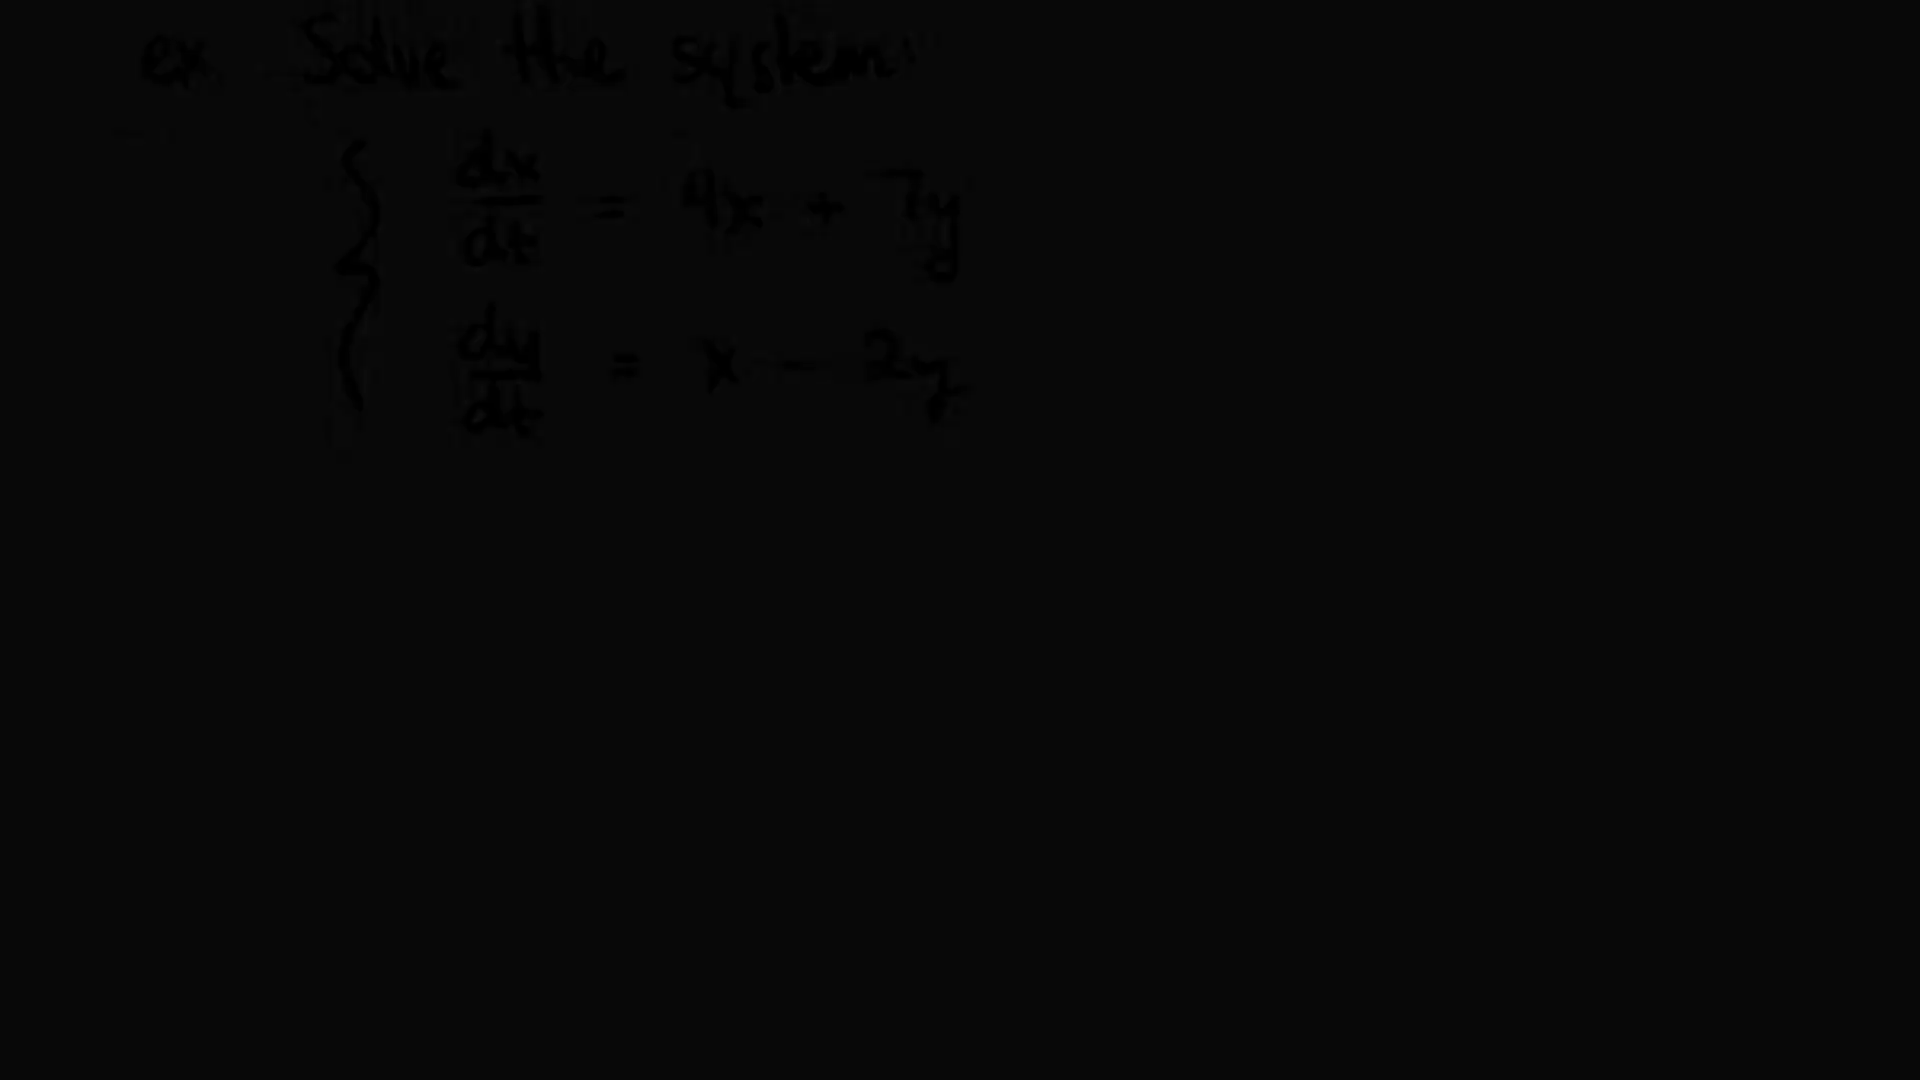 ex. Solve the system:
dx/dt = 4x + 7y
dy/dt = x - 2y